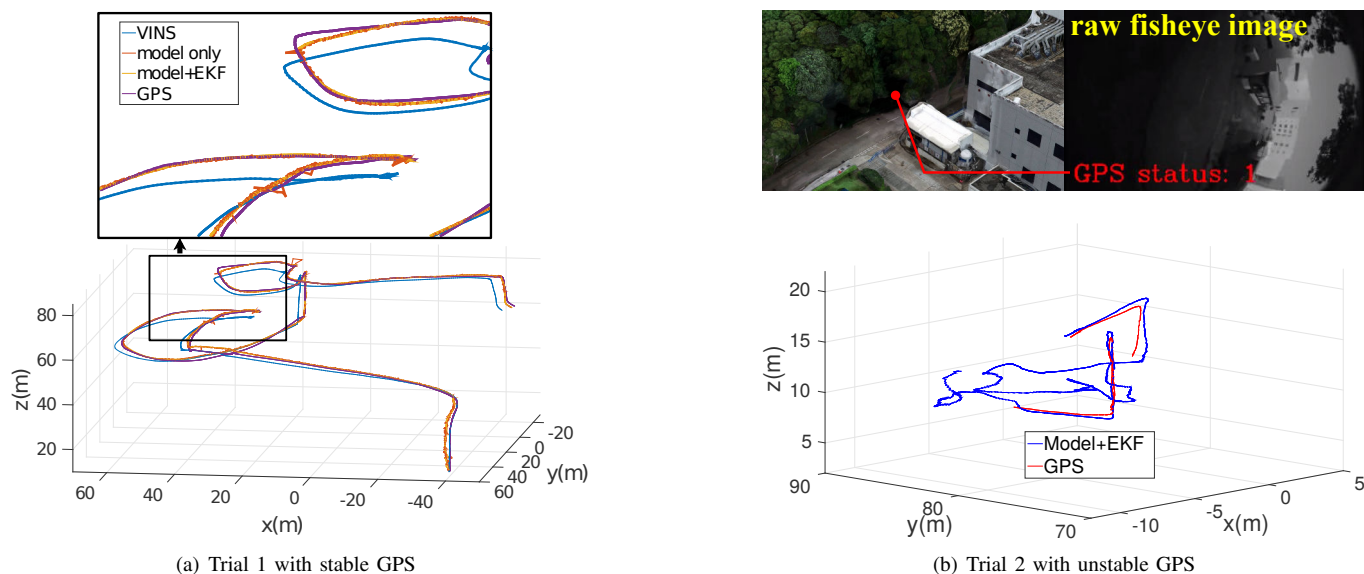 VINS
model only
model+EKF
GPS
80
60
40
20
z(m)
60
40
20
0
-20
-40
x(m)
60
40
20
0
-20
y(m)
(a) Trial 1 with stable GPS
raw fisheye image
GPS status: 1
20
15
10
5
z(m)
90
80
70
y(m)
-10
-5
0
5
x(m)
Model+EKF
GPS
(b) Trial 2 with unstable GPS